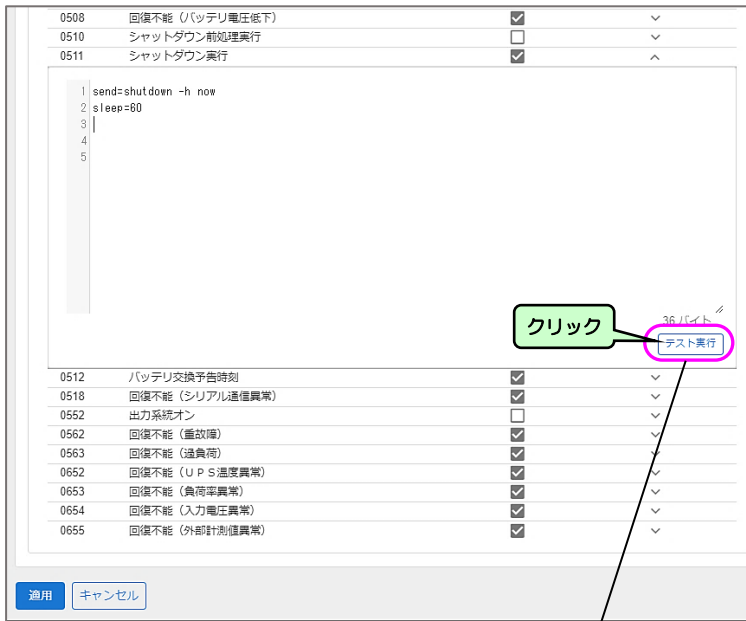 0508 回復不能（バッテリ電圧低下）
0510 シャットダウン前処理実行
0511 シャットダウン実行
1 send=shutdown -h now
2 sleep=60
3
4
5
36 バイト
クリック
テスト実行
0512 バッテリ交換予告時刻
0518 回復不能（シリアル通信異常）
0552 出力系統オン
0562 回復不能（重故障）
0563 回復不能（過負荷）
0652 回復不能（ＵＰＳ温度異常）
0653 回復不能（負荷率異常）
0654 回復不能（入力電圧異常）
0655 回復不能（外部計測値異常）
適用 キャンセル